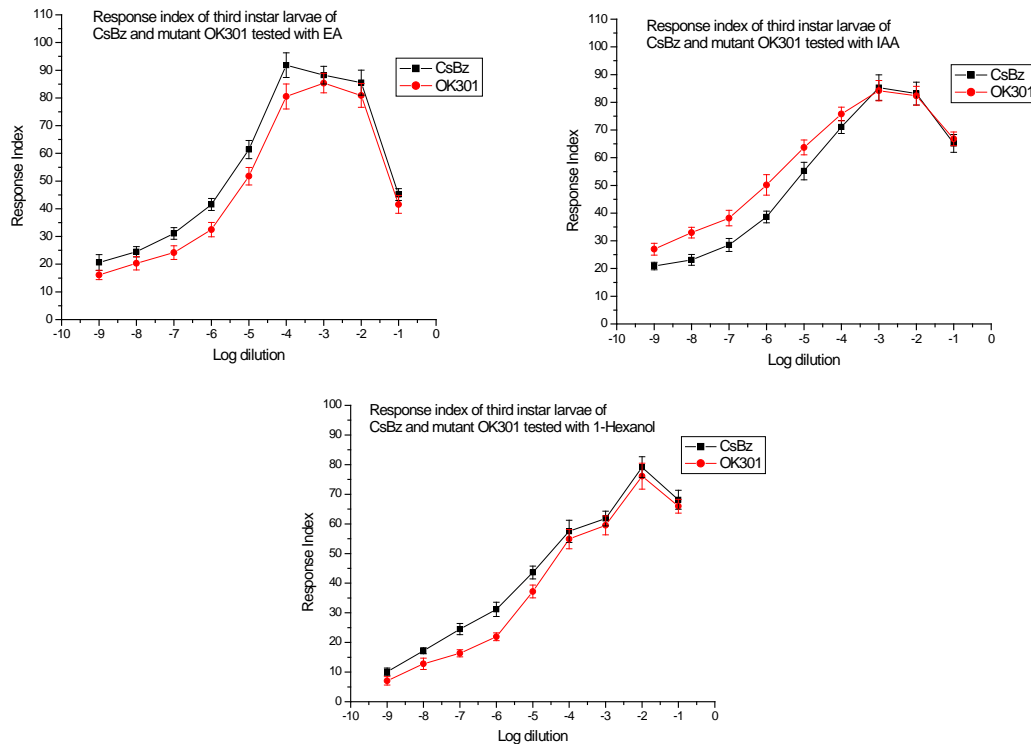 Response index of third instar larvae of
CsBz and mutant OK301 tested with EA
CsBz
OK301
Response Index
110
100
90
80
70
60
50
40
30
20
10
0
-10 -9 -8 -7 -6 -5 -4 -3 -2 -1 0
Log dilution
Response index of third instar larvae of
CsBz and mutant OK301 tested with IAA
CsBz
OK301
Response Index
110
100
90
80
70
60
50
40
30
20
10
0
-10 -9 -8 -7 -6 -5 -4 -3 -2 -1 0
Log dilution
Response index of third instar larvae of
CsBz and mutant OK301 tested with 1-Hexanol
CsBz
OK301
Response Index
100
90
80
70
60
50
40
30
20
10
0
-10 -9 -8 -7 -6 -5 -4 -3 -2 -1 0
Log dilution